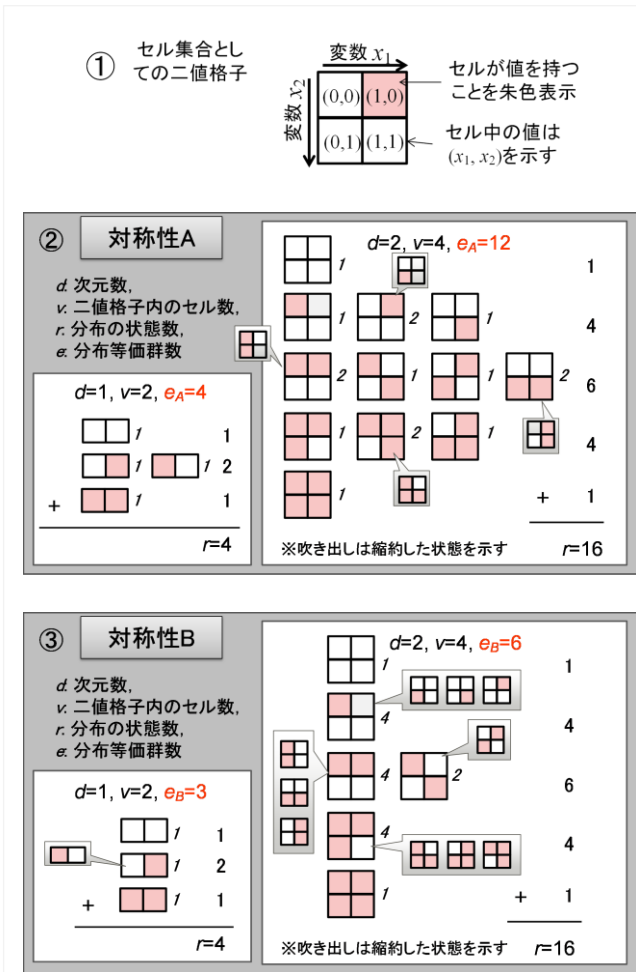 ① セル集合とし
ての二値格子
変数 x₁
変数 x₂
(0,0) (1,0)
(0,1) (1,1)
セルが値を持つ
ことを朱色表示
セル中の値は
(x₁, x₂)を示す
② 対称性A
d: 次元数,
v: 二値格子内のセル数,
r: 分布の状態数,
e: 分布等価群数
d=1, v=2, e_A=4
1 1
1 1 2
+ 1 1
r=4
d=2, v=4, e_A=12
1 1
1 2 1 4
2 1 1 2 6
1 2 1 4
1 + 1
※吹き出しは縮約した状態を示す r=16
③ 対称性B
d: 次元数,
v: 二値格子内のセル数,
r: 分布の状態数,
e: 分布等価群数
d=1, v=2, e_B=3
1 1
1 2
+ 1 1
r=4
d=2, v=4, e_B=6
1 1
4 4
4 2 6
4 4
1 + 1
※吹き出しは縮約した状態を示す r=16